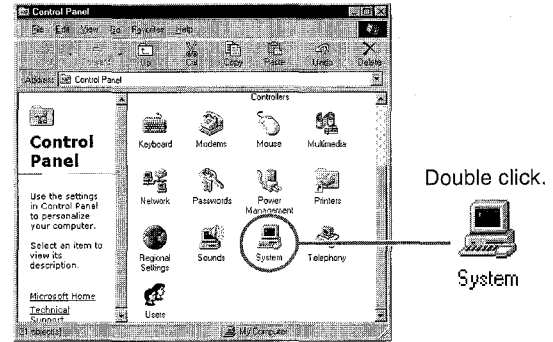 Control Panel
File Edit View Go Favorites Help
Up Cut Copy Paste Undo Delete
Address Control Panel
Control
Panel
Use the settings
in Control Panel
to personalize
your computer.
Select an item to
view its
description.
Microsoft Home
Technical
Support
Controllers
Keyboard Modems Mouse Multimedia
Network Passwords Power
Management Printers
Regional
Settings Sounds System Telephony
Users
21 object(s) My Computer
Double click.
System